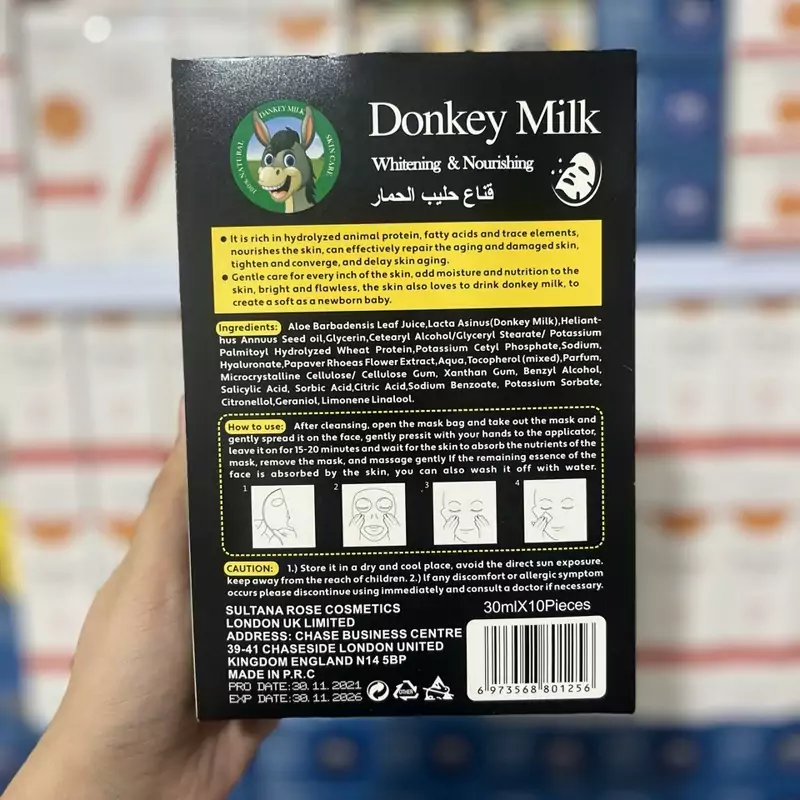 DANKEY MILK
100% NATURAL
SKIN CARE
Donkey Milk
Whitening & Nourishing
قناع حليب الحمار
● It is rich in hydrolyzed animal protein, fatty acids and trace elements,
nourishes the skin, can effectively repair the aging and damaged skin,
tighten and converge, and delay skin aging.
● Gentle care for every inch of the skin, add moisture and nutrition to the
skin, bright and flawless, the skin also loves to drink donkey milk, to
create a soft as a newborn baby.
Ingredients: Aloe Barbadensis Leaf Juice,Lacta Asinus(Donkey Milk),Helian-
thus Annuus Seed oil,Glycerin,Cetearyl Alcohol/Glyceryl Stearate/ Potassium
Palmitoyl Hydrolyzed Wheat Protein,Potassium Cetyl Phosphate,Sodium,
Hyaluronate,Papaver Rhoeas Flower Extract,Aqua,Tocopherol (mixed),Parfum,
Microcrystalline Cellulose/ Cellulose Gum, Xanthan Gum, Benzyl Alcohol,
Salicylic Acid, Sorbic Acid,Citric Acid,Sodium Benzoate, Potassium Sorbate,
Citronellol,Geraniol, Limonene Linalool.
How to use: After cleansing, open the mask bag and take out the mask and
gently spread it on the face, gently pressit with your hands to the applicator,
leave it on for 15-20 minutes and wait for the skin to absorb the nutrients of the
mask, remove the mask, and massage gently If the remaining essence of the
face is absorbed by the skin, you can also wash it off with water.
1 2 3 4
CAUTION: 1.) Store it in a dry and cool place, avoid the direct sun exposure.
keep away from the reach of children. 2.) If any discomfort or allergic symptom
occurs please discontinue using immediately and consult a doctor if necessary.
SULTANA ROSE COSMETICS
LONDON UK LIMITED
ADDRESS: CHASE BUSINESS CENTRE
39-41 CHASESIDE LONDON UNITED
KINGDOM ENGLAND N14 5BP
MADE IN P.R.C
PRO DATE:30.11.2021
EXP DATE:30.11.2026
OTHER
30mlX10Pieces
6 973568 801256